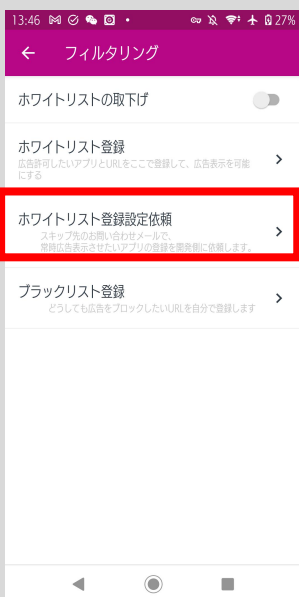 13:46 27%
フィルタリング
ホワイトリストの取下げ
ホワイトリスト登録
広告許可したいアプリとURLをここで登録して、広告表示を可能
にする
ホワイトリスト登録設定依頼
スキップ先のお問い合わせメールで、
常時広告表示させたいアプリの登録を開発側に依頼します。
ブラックリスト登録
どうしても広告をブロックしたいURLを自分で登録します